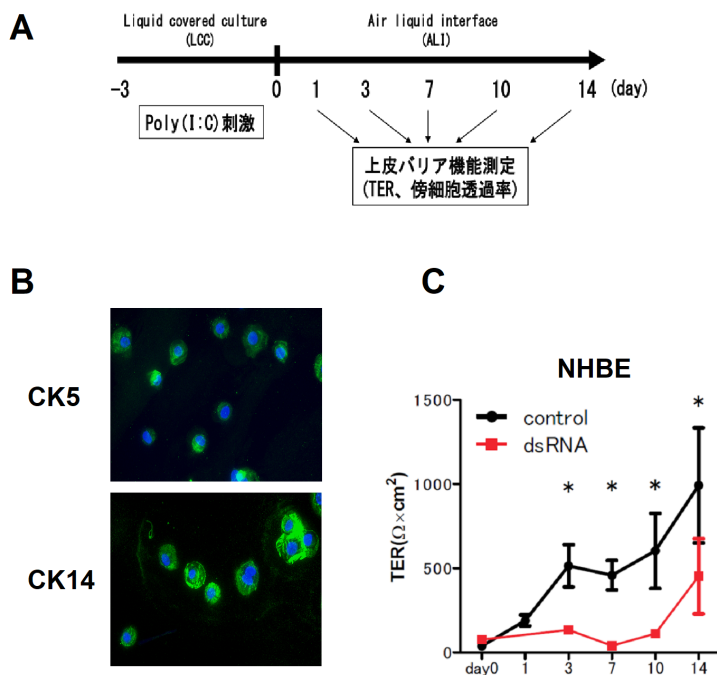 A
Liquid covered culture
(LCC)
Air liquid interface
(ALI)
-3 0 1 3 7 10 14 (day)
Poly(I:C)刺激
上皮バリア機能測定
(TER、傍細胞透過率)
B
CK5
CK14
C
NHBE
control
dsRNA
* * * *
TER(Ω×cm²)
1500
1000
500
0
day0 1 3 7 10 14